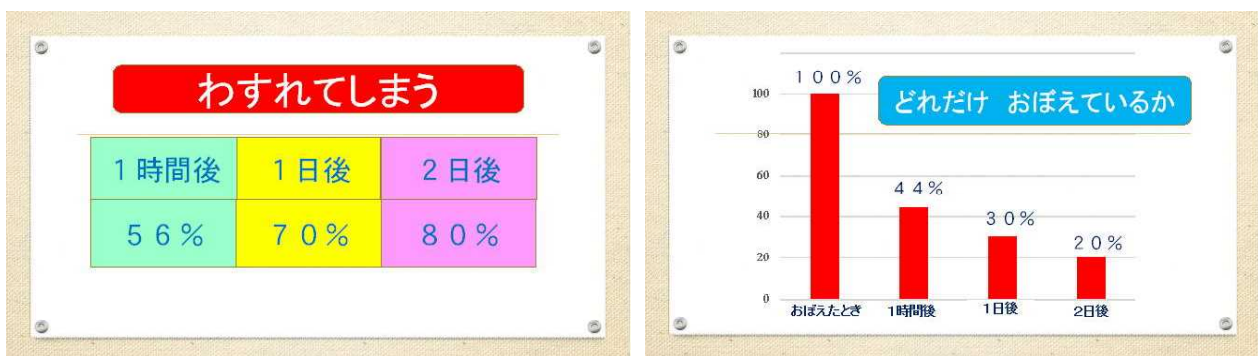 わすれてしまう
１時間後 １日後 ２日後
５６％ ７０％ ８０％
どれだけ　おぼえているか
１００％
４４％
３０％
２０％
100
80
60
40
20
0
おぼえたとき 1時間後 1日後 2日後